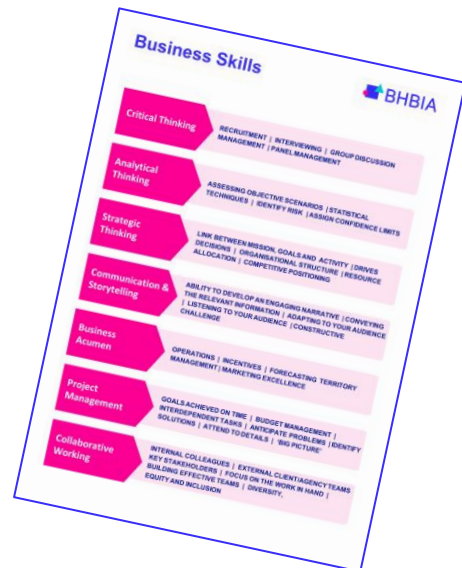 Business Skills
BHBIA
Critical Thinking
RECRUITMENT | INTERVIEWING | GROUP DISCUSSION
MANAGEMENT | PANEL MANAGEMENT
Analytical
Thinking
ASSESSING OBJECTIVE SCENARIOS | STATISTICAL
TECHNIQUES | IDENTIFY RISK | ASSIGN CONFIDENCE LIMITS
Strategic
Thinking
LINK BETWEEN MISSION, GOALS AND ACTIVITY | DRIVES
DECISIONS | ORGANISATIONAL STRUCTURE | RESOURCE
ALLOCATION | COMPETITIVE POSITIONING
Communication &
Storytelling
ABILITY TO DEVELOP AN ENGAGING NARRATIVE | CONVEYING
THE RELEVANT INFORMATION | ADAPTING TO YOUR AUDIENCE
| LISTENING TO YOUR AUDIENCE | CONSTRUCTIVE
CHALLENGE
Business
Acumen
OPERATIONS | INCENTIVES | FORECASTING TERRITORY
MANAGEMENT | MARKETING EXCELLENCE
Project
Management
GOALS ACHIEVED ON TIME | BUDGET MANAGEMENT |
INTERDEPENDENT TASKS | ANTICIPATE PROBLEMS | IDENTIFY
SOLUTIONS | ATTEND TO DETAILS | 'BIG PICTURE'
Collaborative
Working
INTERNAL COLLEAGUES | EXTERNAL CLIENT/AGENCY TEAMS
KEY STAKEHOLDERS | FOCUS ON THE WORK IN HAND |
BUILDING EFFECTIVE TEAMS | DIVERSITY,
EQUITY AND INCLUSION